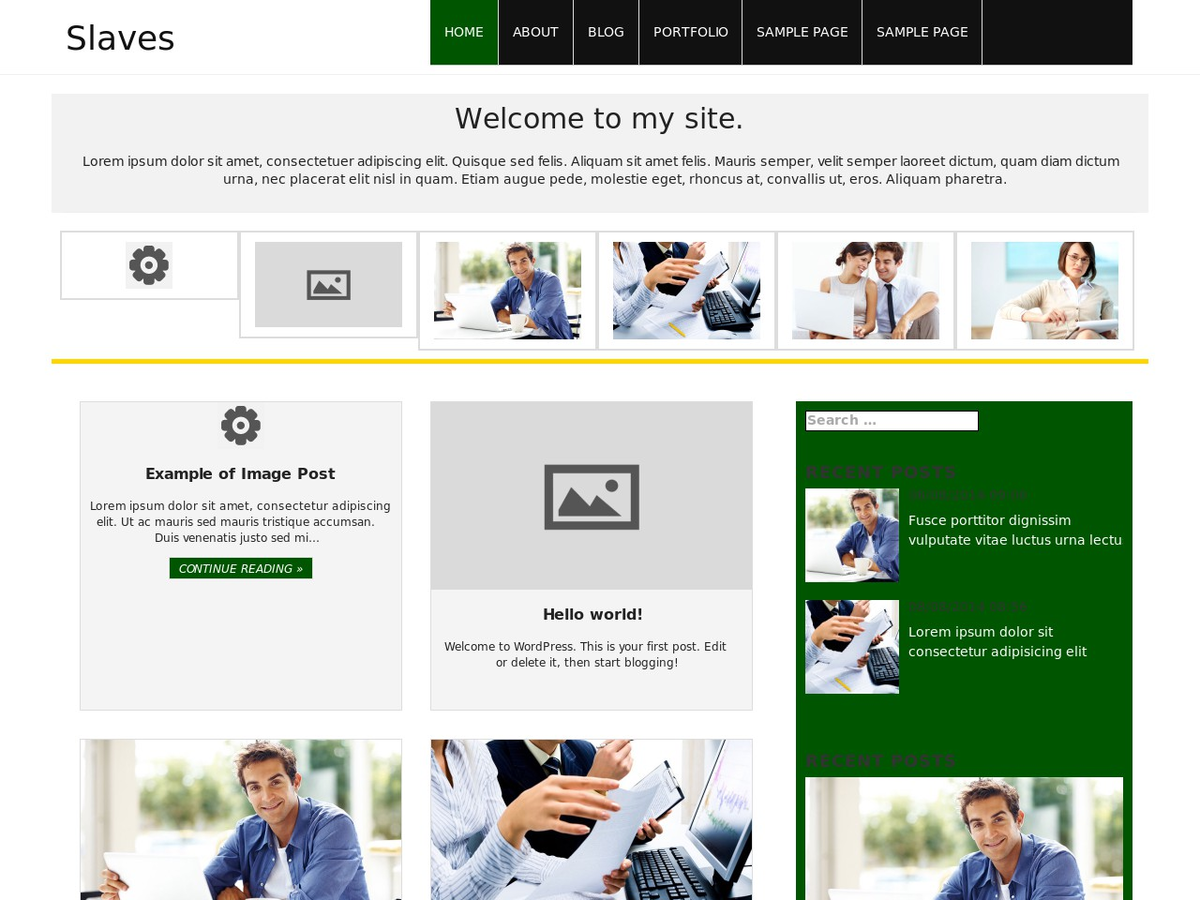 Slaves
HOME ABOUT BLOG PORTFOLIO SAMPLE PAGE SAMPLE PAGE
Welcome to my site.
Lorem ipsum dolor sit amet, consectetuer adipiscing elit. Quisque sed felis. Aliquam sit amet felis. Mauris semper, velit semper laoreet dictum, quam diam dictum
urna, nec placerat elit nisl in quam. Etiam augue pede, molestie eget, rhoncus at, convallis ut, eros. Aliquam pharetra.
Example of Image Post
Lorem ipsum dolor sit amet, consectetur adipiscing
elit. Ut ac mauris sed mauris tristique accumsan.
Duis venenatis justo sed mi...
CONTINUE READING »
Hello world!
Welcome to WordPress. This is your first post. Edit
or delete it, then start blogging!
Search ...
RECENT POSTS
Fusce porttitor dignissim
vulputate vitae luctus urna lectu
Lorem ipsum dolor sit
consectetur adipisicing elit
RECENT POSTS